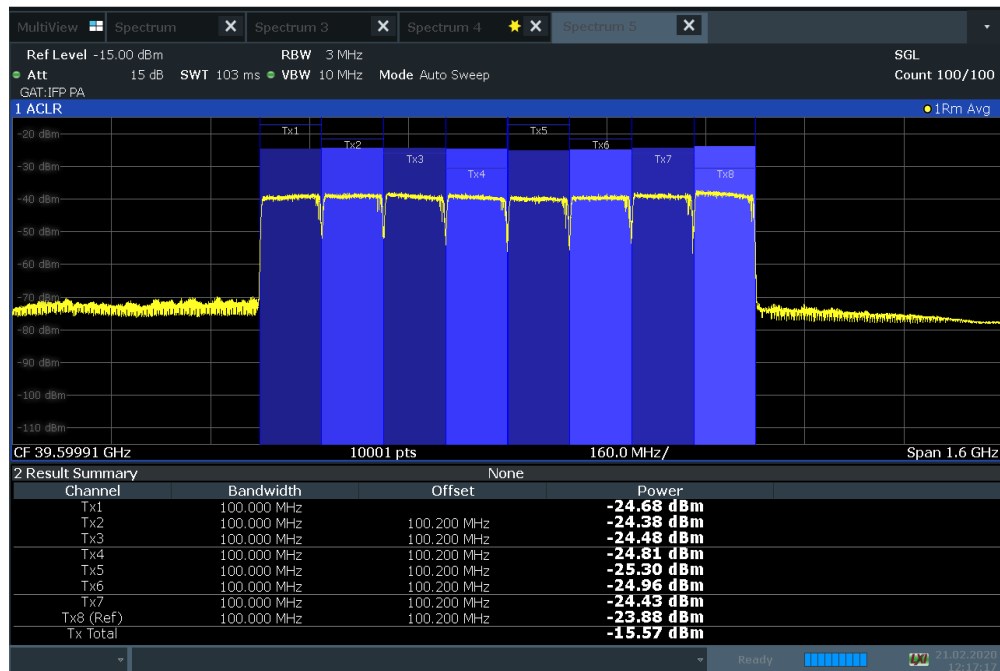 MultiView Spectrum X Spectrum 3 X Spectrum 4 X Spectrum 5 X
Ref Level -15.00 dBm RBW 3 MHz SGL
Att 15 dB SWT 103 ms VBW 10 MHz Mode Auto Sweep Count 100/100
GAT:IFP PA
1 ACLR 1Rm Avg
-20 dBm
Tx1 Tx5
Tx2 Tx6
Tx3 Tx7
-30 dBm
Tx4 Tx8
-40 dBm
-50 dBm
-60 dBm
-70 dBm
-80 dBm
-90 dBm
-100 dBm
-110 dBm
CF 39.59991 GHz 10001 pts 160.0 MHz/ Span 1.6 GHz
2 Result Summary None
Channel Bandwidth Offset Power
Tx1 100.000 MHz -24.68 dBm
Tx2 100.000 MHz 100.200 MHz -24.38 dBm
Tx3 100.000 MHz 100.200 MHz -24.48 dBm
Tx4 100.000 MHz 100.200 MHz -24.81 dBm
Tx5 100.000 MHz 100.200 MHz -25.30 dBm
Tx6 100.000 MHz 100.200 MHz -24.96 dBm
Tx7 100.000 MHz 100.200 MHz -24.43 dBm
Tx8 (Ref) 100.000 MHz 100.200 MHz -23.88 dBm
Tx Total -15.57 dBm
Ready LXI 21.02.2020
12:17:17